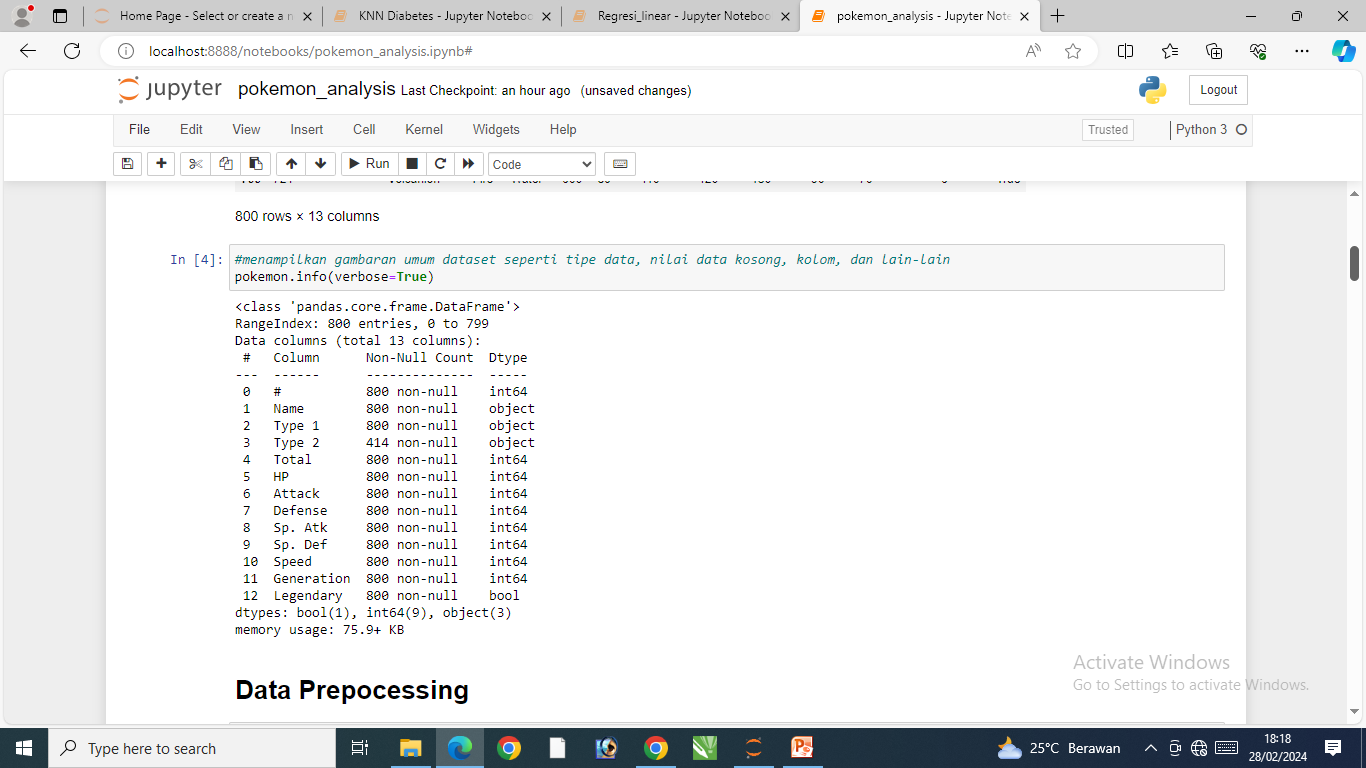 Home Page - Select or create a n
KNN Diabetes - Jupyter Noteboo
Regresi_linear - Jupyter Noteboo
pokemon_analysis - Jupyter Note
localhost:8888/notebooks/pokemon_analysis.ipynb#
jupyter pokemon_analysis Last Checkpoint: an hour ago (unsaved changes)
Logout
File Edit View Insert Cell Kernel Widgets Help
Trusted
Python 3
Run
Code
800 rows × 13 columns
In [4]: #menampilkan gambaran umum dataset seperti tipe data, nilai data kosong, kolom, dan lain-lain
pokemon.info(verbose=True)
<class 'pandas.core.frame.DataFrame'>
RangeIndex: 800 entries, 0 to 799
Data columns (total 13 columns):
# Column Non-Null Count Dtype
--- ------ -------------- -----
0 # 800 non-null int64
1 Name 800 non-null object
2 Type 1 800 non-null object
3 Type 2 414 non-null object
4 Total 800 non-null int64
5 HP 800 non-null int64
6 Attack 800 non-null int64
7 Defense 800 non-null int64
8 Sp. Atk 800 non-null int64
9 Sp. Def 800 non-null int64
10 Speed 800 non-null int64
11 Generation 800 non-null int64
12 Legendary 800 non-null bool
dtypes: bool(1), int64(9), object(3)
memory usage: 75.9+ KB
Data Prepocessing
Activate Windows
Go to Settings to activate Windows.
Type here to search
25°C Berawan
18:18
28/02/2024